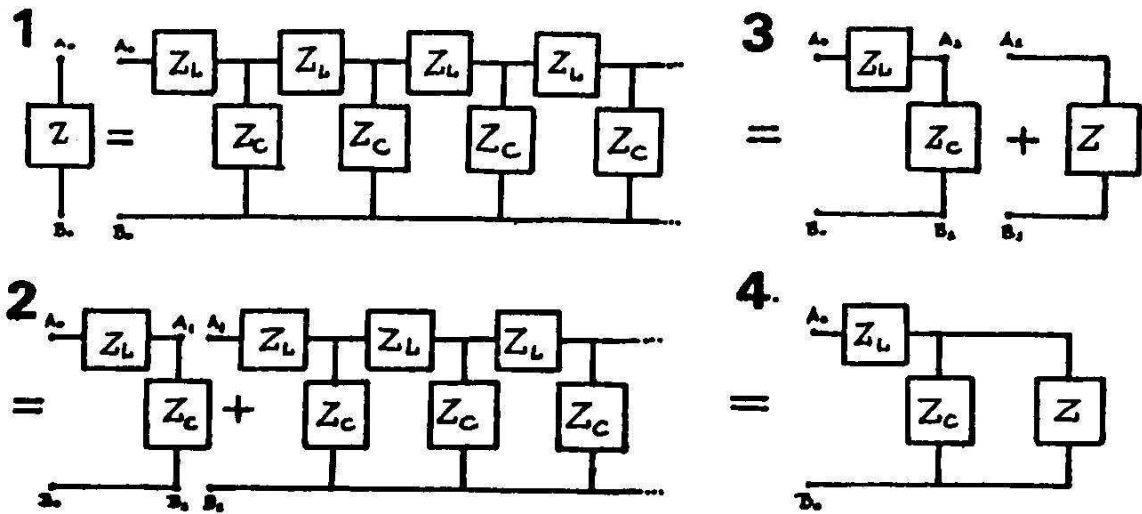 1
A₀ A₀ Z_L Z_L Z_L Z_L
Z = Z_C Z_C Z_C Z_C
B₀ B₀
2
A₀ Z_L A₁ A₁ Z_L Z_L Z_L
= Z_C + Z_C Z_C Z_C
B₀ B₁ B₁
3
A₀ Z_L A₁ A₁
= Z_C + Z
B₀ B₁ B₁
4.
A₀ Z_L
= Z_C Z
B₀